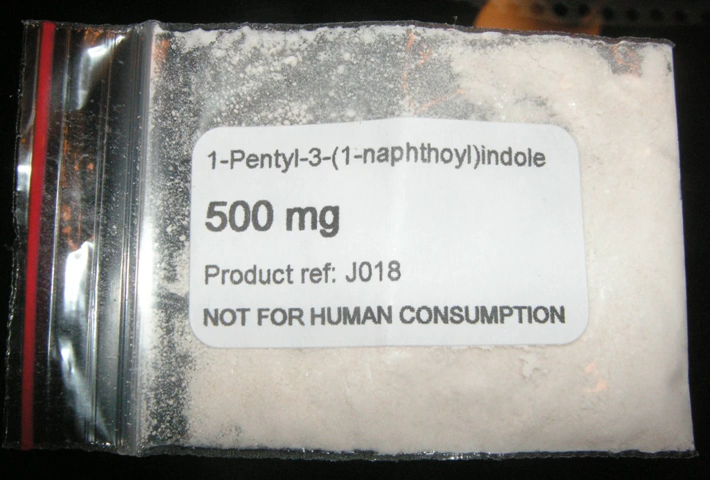 1-Pentyl-3-(1-naphthoyl)indole
500 mg
Product ref: J018
NOT FOR HUMAN CONSUMPTION